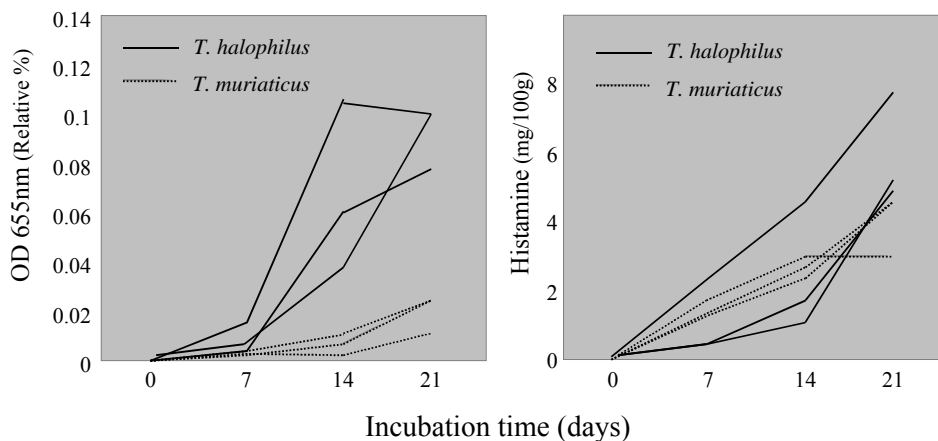 OD 655nm (Relative %)
0.14
0.12
0.1
0.08
0.06
0.04
0.02
0
T. halophilus
T. muriaticus
0 7 14 21
Histamine (mg/100g)
8
6
4
2
0
T. halophilus
T. muriaticus
0 7 14 21
Incubation time (days)